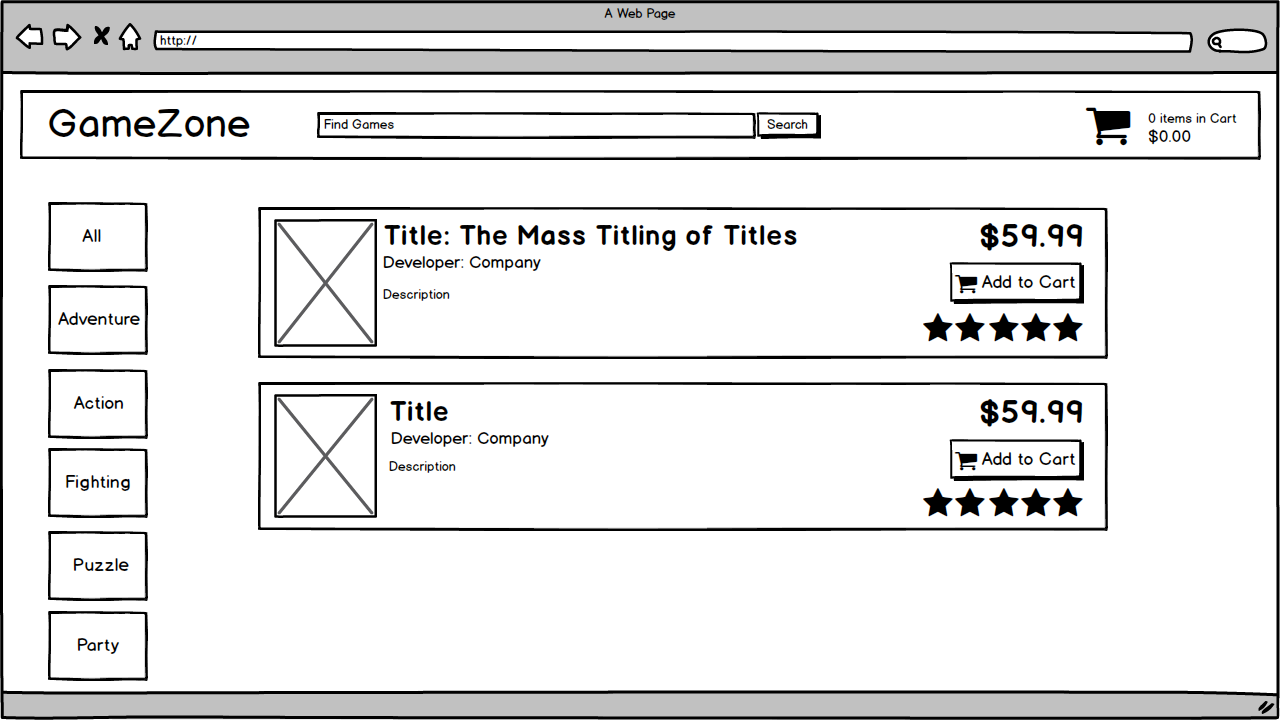 A Web Page
http://
GameZone
Find Games
Search
0 items in Cart
$0.00
All
Adventure
Action
Fighting
Puzzle
Party
Title: The Mass Titling of Titles
Developer: Company
Description
$59.99
Add to Cart
Title
Developer: Company
Description
$59.99
Add to Cart